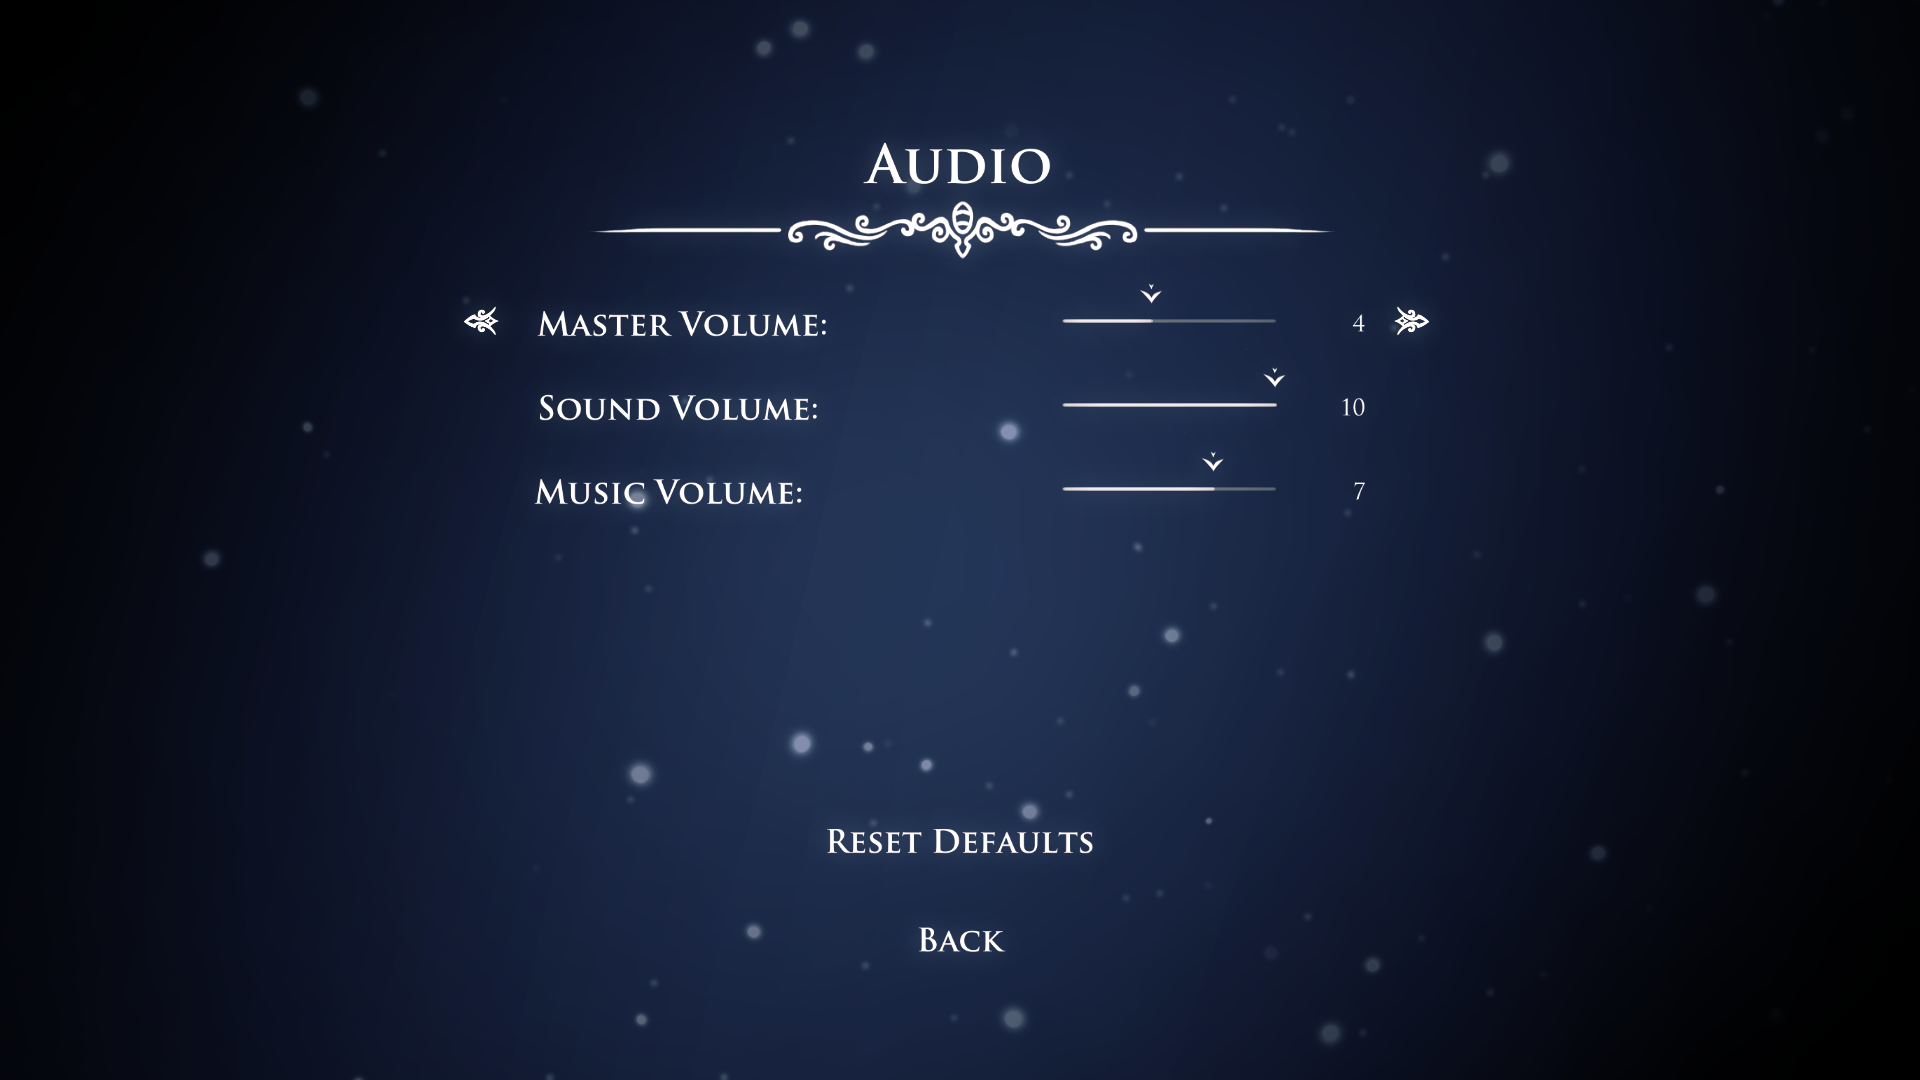 Audio
Master Volume: 4
Sound Volume: 10
Music Volume: 7
Reset Defaults
Back